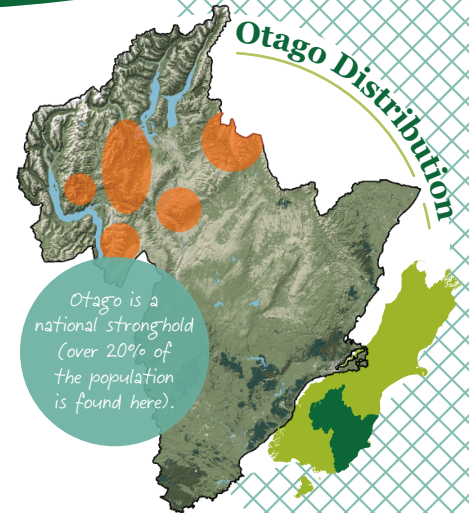 Otago Distribution
Otago is a
national stronghold
(over 20% of
the population
is found here).